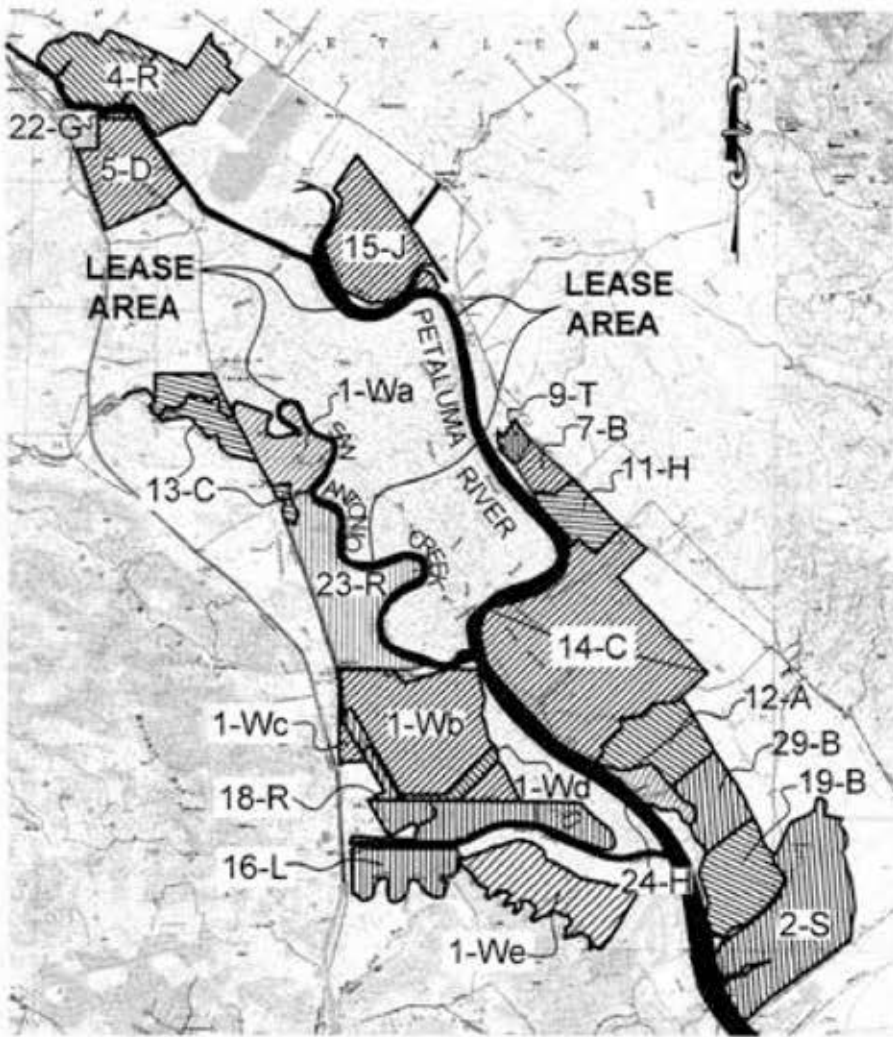 PETALUMA
4-R
22-G
5-D
15-J
LEASE
AREA
LEASE
AREA
PETALUMA
RIVER
1-Wa
SAN
ANTONIO
CREEK
9-T
7-B
11-H
13-C
23-R
14-C
12-A
1-Wc
1-Wb
29-B
1-Wd
19-B
18-R
16-L
24-H
2-S
1-We